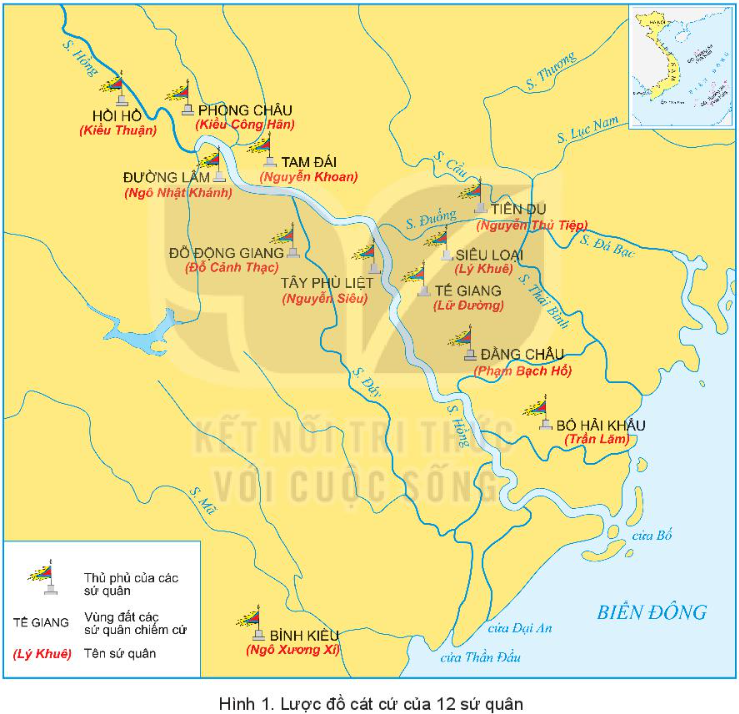 S. Hồng
HỒI HỒ
(Kiều Thuận)
PHONG CHÂU
(Kiều Công Hãn)
TAM ĐÁI
(Nguyễn Khoan)
ĐƯỜNG LÂM
(Ngô Nhật Khánh)
S. Thương
S. Lục Nam
S. Cầu
TIÊN DU
(Nguyễn Thủ Tiệp)
S. Đuống
S. Đá Bạc
ĐỖ ĐỘNG GIANG
(Đỗ Cảnh Thạc)
SIÊU LOẠI
(Lý Khuê)
TÂY PHÙ LIỆT
(Nguyễn Siêu)
TẾ GIANG
(Lữ Đường)
S. Thái Bình
ĐẰNG CHÂU
(Phạm Bạch Hổ)
S. Đáy
S. Hồng
BỐ HẢI KHẨU
(Trần Lãm)
KẾT NỐI TRI THỨC
VỚI CUỘC SỐNG
S. Mã
cửa Bố
BIỂN ĐÔNG
cửa Đại An
cửa Thần Đầu
BÌNH KIỀU
(Ngô Xương Xí)
Thủ phủ của các
sứ quân
TẾ GIANG
Vùng đất các
sứ quân chiếm cứ
(Lý Khuê)
Tên sứ quân
HÀ NỘI
Hình 1. Lược đồ cát cứ của 12 sứ quân